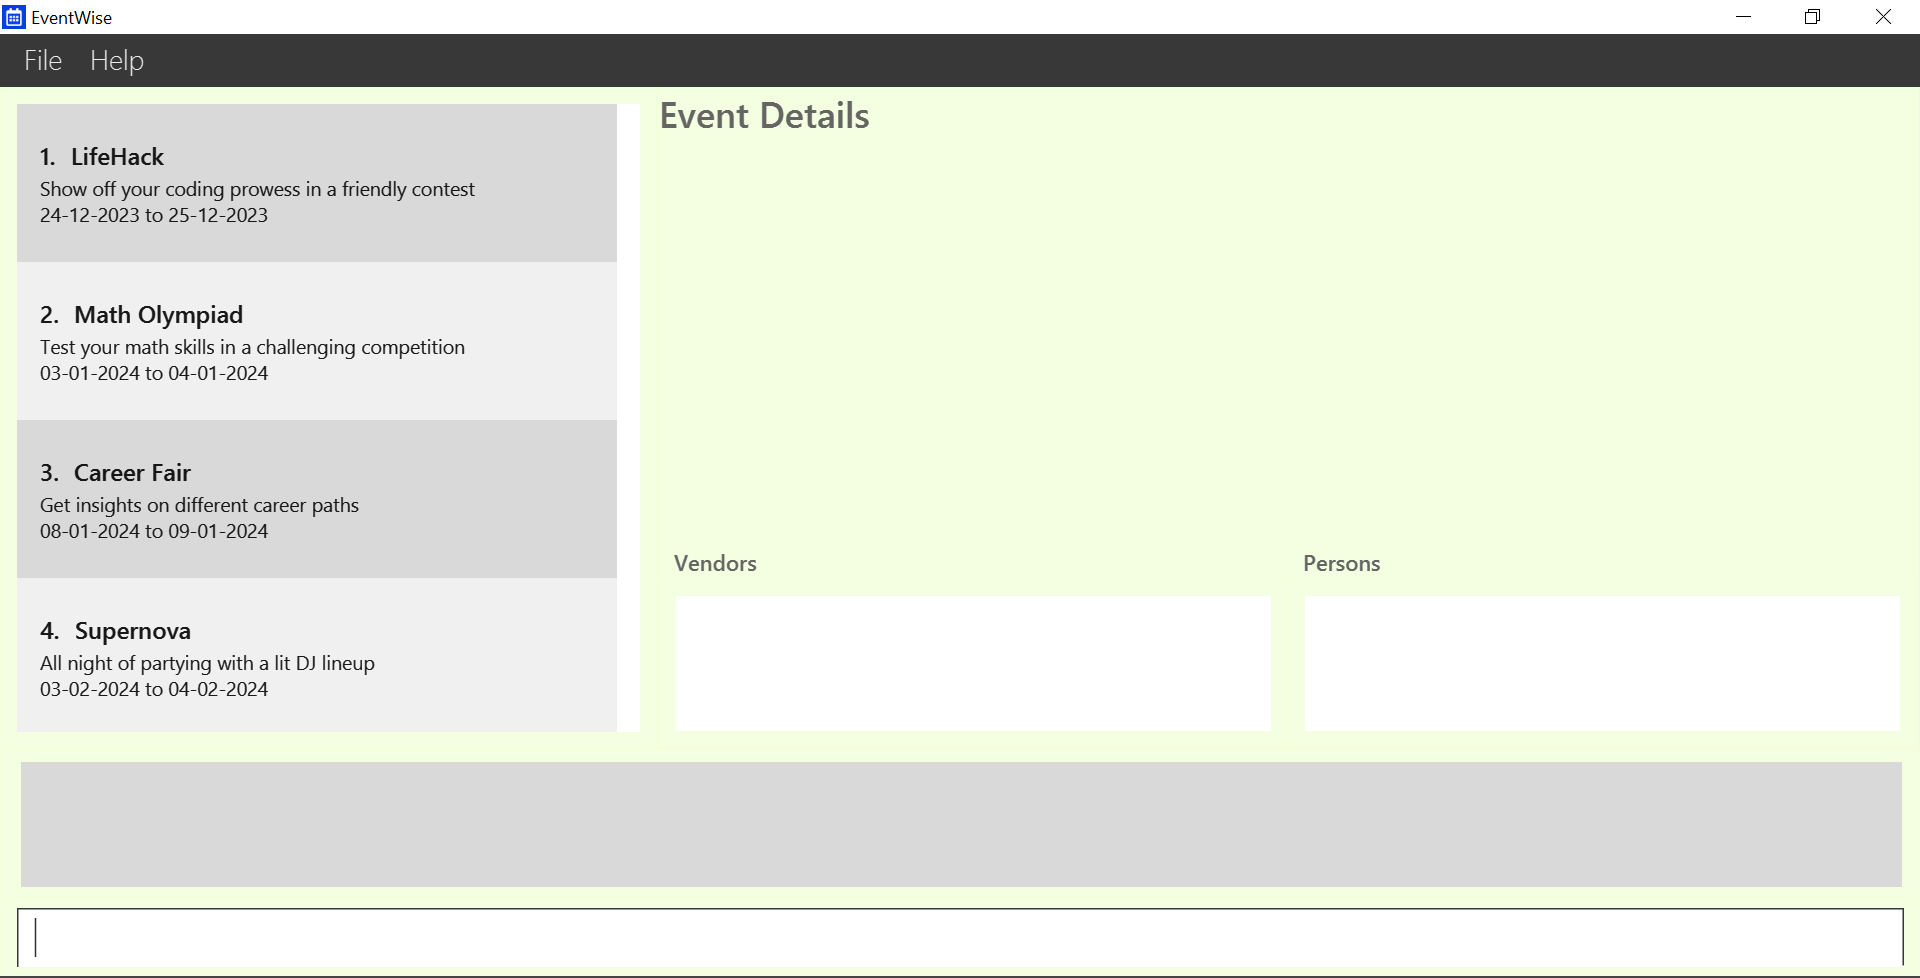 EventWise
File Help
1. LifeHack
Show off your coding prowess in a friendly contest
24-12-2023 to 25-12-2023
2. Math Olympiad
Test your math skills in a challenging competition
03-01-2024 to 04-01-2024
3. Career Fair
Get insights on different career paths
08-01-2024 to 09-01-2024
4. Supernova
All night of partying with a lit DJ lineup
03-02-2024 to 04-02-2024
Event Details
Vendors
Persons